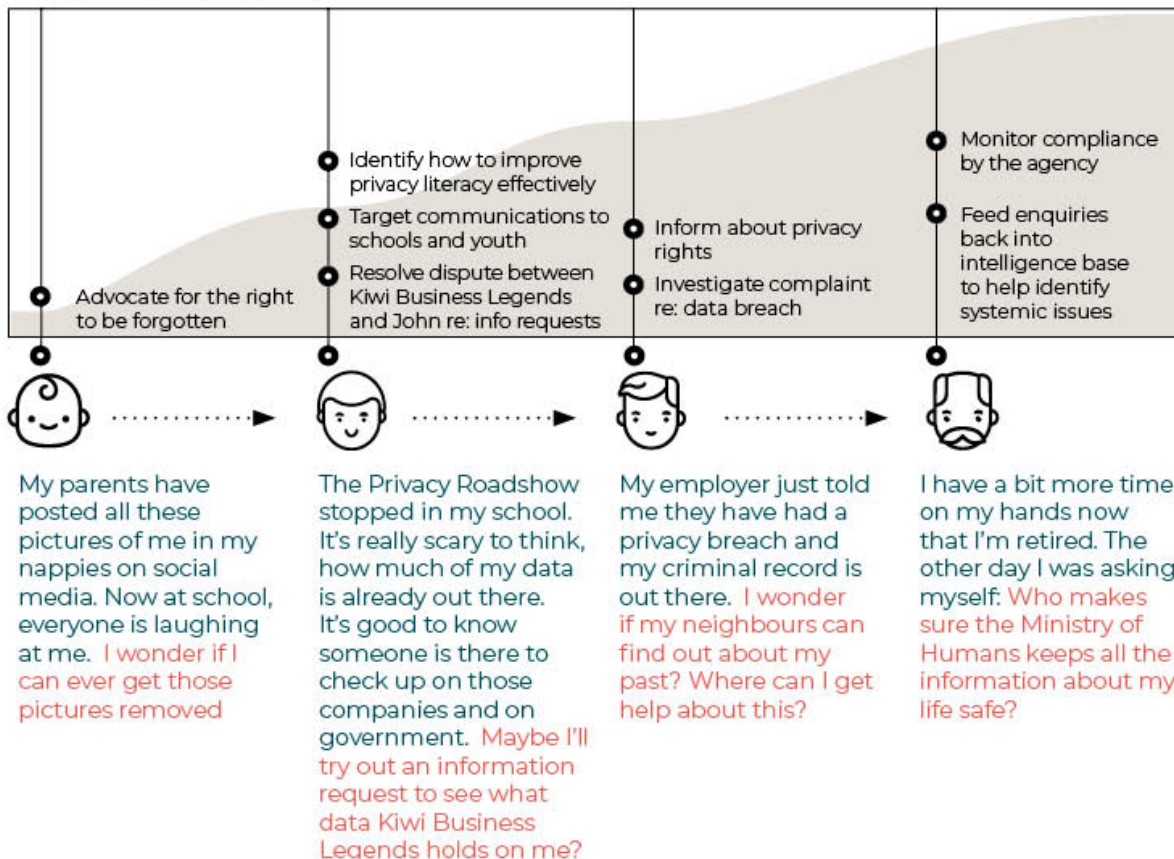 Advocate for the right
to be forgotten
Identify how to improve
privacy literacy effectively
Target communications to
schools and youth
Resolve dispute between
Kiwi Business Legends
and John re: info requests
Inform about privacy
rights
Investigate complaint
re: data breach
Monitor compliance
by the agency
Feed enquiries
back into
intelligence base
to help identify
systemic issues
My parents have
posted all these
pictures of me in my
nappies on social
media. Now at school,
everyone is laughing
at me. I wonder if I
can ever get those
pictures removed
The Privacy Roadshow
stopped in my school.
It's really scary to think,
how much of my data
is already out there.
It's good to know
someone is there to
check up on those
companies and on
government. Maybe I'll
try out an information
request to see what
data Kiwi Business
Legends holds on me?
My employer just told
me they have had a
privacy breach and
my criminal record is
out there. I wonder
if my neighbours can
find out about my
past? Where can I get
help about this?
I have a bit more time
on my hands now
that I'm retired. The
other day I was asking
myself: Who makes
sure the Ministry of
Humans keeps all the
information about my
life safe?